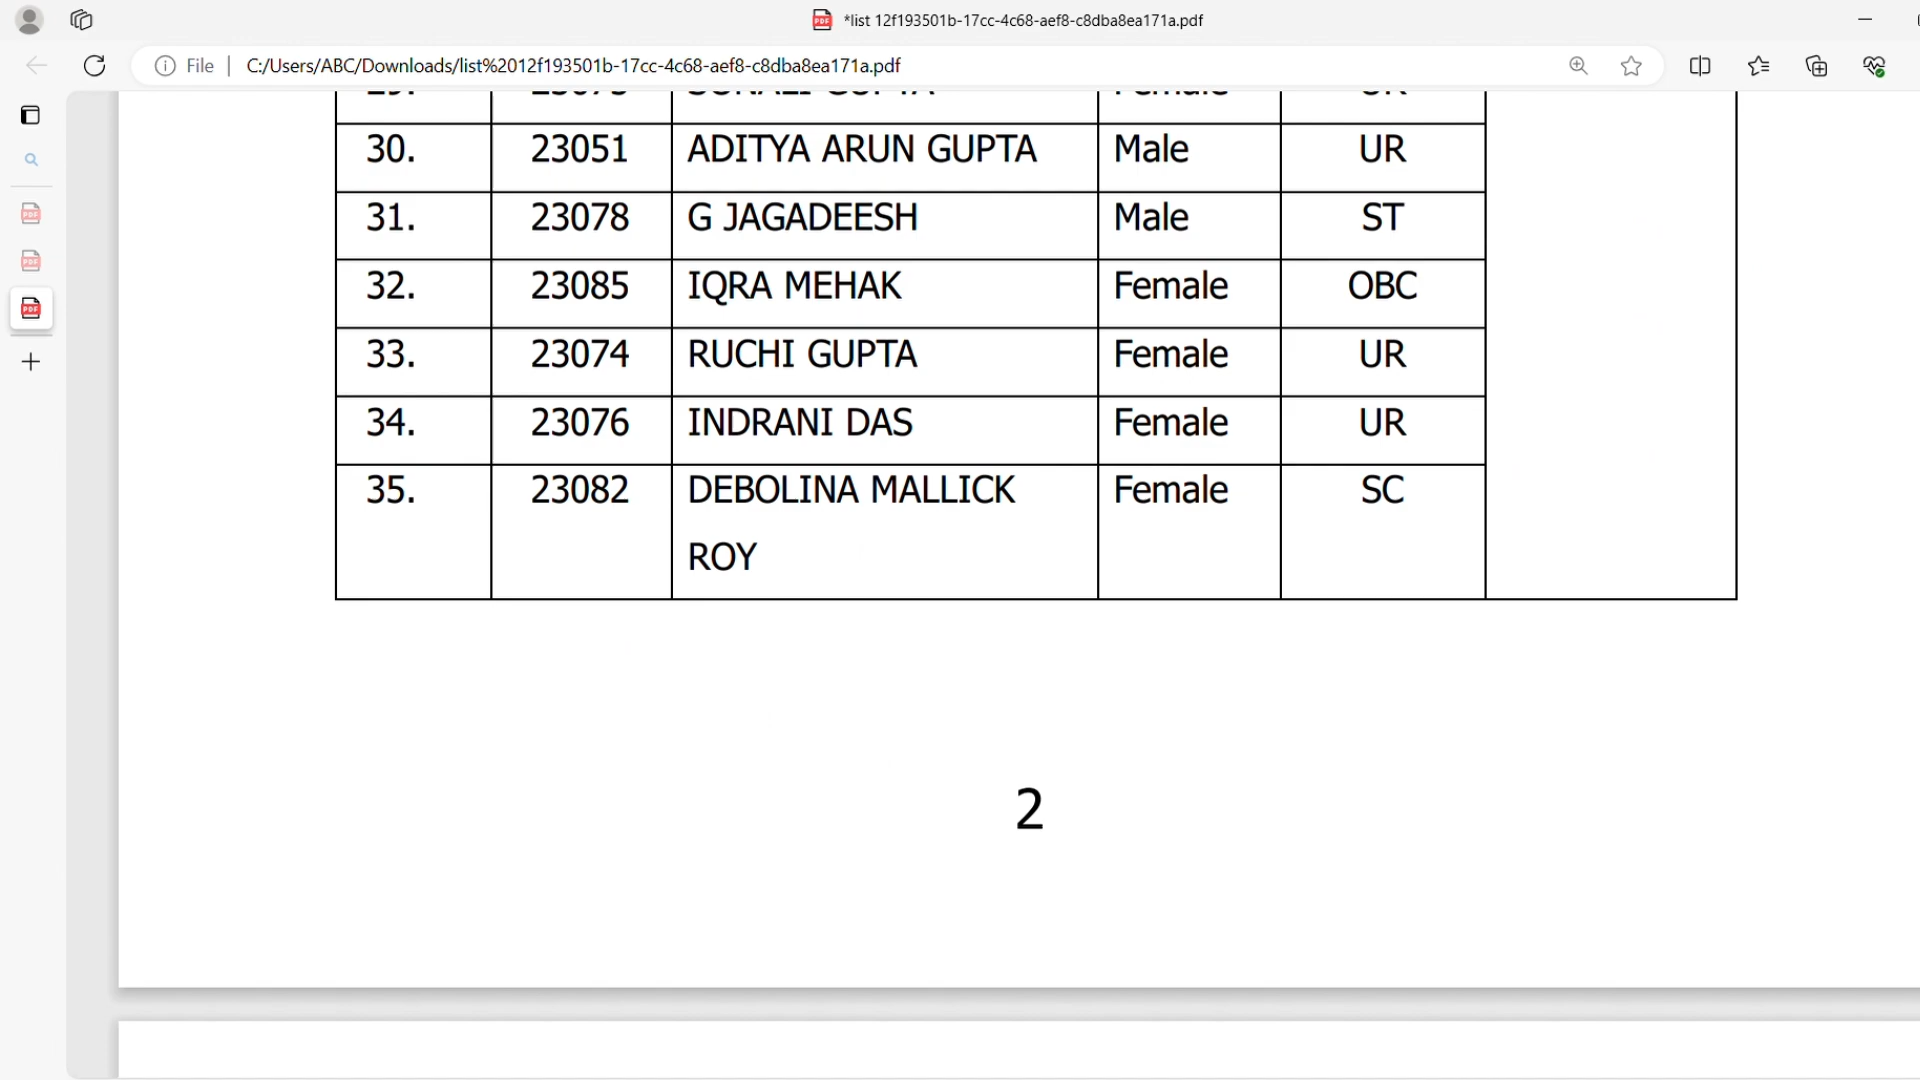 *list 12f193501b-17cc-4c68-aef8-c8dba8ea171a.pdf
File | C:/Users/ABC/Downloads/list%2012f193501b-17cc-4c68-aef8-c8dba8ea171a.pdf
30. 23051 ADITYA ARUN GUPTA Male UR
31. 23078 G JAGADEESH Male ST
32. 23085 IQRA MEHAK Female OBC
33. 23074 RUCHI GUPTA Female UR
34. 23076 INDRANI DAS Female UR
35. 23082 DEBOLINA MALLICK Female SC
ROY
2